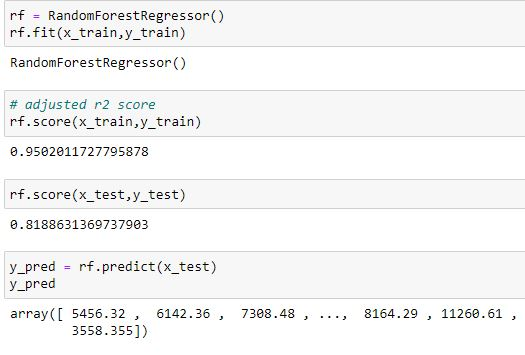 rf = RandomForestRegressor()
rf.fit(x_train,y_train)
RandomForestRegressor()
# adjusted r2 score
rf.score(x_train,y_train)
0.9502011727795878
rf.score(x_test,y_test)
0.8188631369737903
y_pred = rf.predict(x_test)
y_pred
array([ 5456.32 ,  6142.36 ,  7308.48 , ...,  8164.29 , 11260.61 ,
        3558.355])